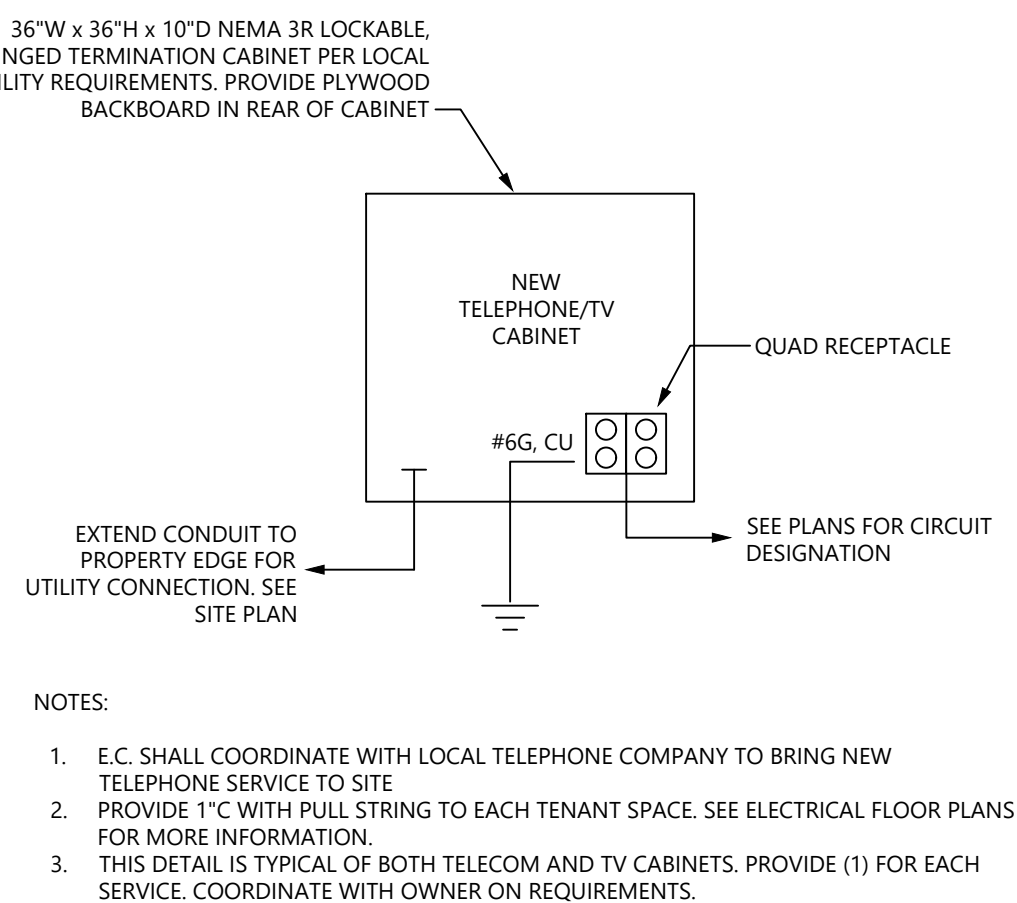 36"W x 36"H x 10"D NEMA 3R LOCKABLE,
TERMINATION CABINET PER LOCAL
REQUIREMENTS. PROVIDE PLYWOOD
BACKBOARD IN REAR OF CABINET
NEW
TELEPHONE/TV
CABINET
QUAD RECEPTACLE
#6G, CU
SEE PLANS FOR CIRCUIT
DESIGNATION
EXTEND CONDUIT TO
PROPERTY EDGE FOR
UTILITY CONNECTION. SEE
SITE PLAN
NOTES:
1. E.C. SHALL COORDINATE WITH LOCAL TELEPHONE COMPANY TO BRING NEW
TELEPHONE SERVICE TO SITE
2. PROVIDE 1"C WITH PULL STRING TO EACH TENANT SPACE. SEE ELECTRICAL FLOOR PLANS
FOR MORE INFORMATION.
3. THIS DETAIL IS TYPICAL OF BOTH TELECOM AND TV CABINETS. PROVIDE (1) FOR EACH
SERVICE. COORDINATE WITH OWNER ON REQUIREMENTS.